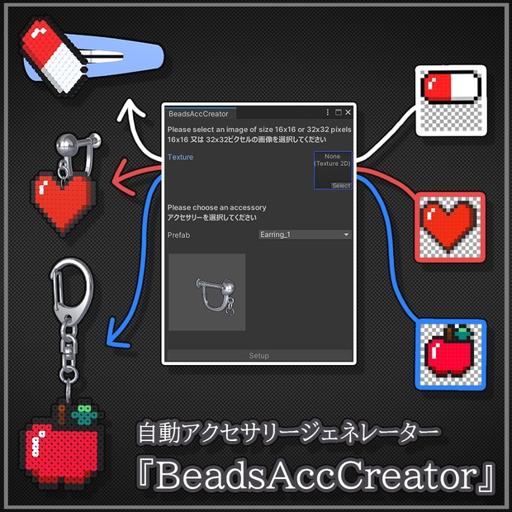 BeadsAccCreator
Please select an image of size 16x16 or 32x32 pixels
16x16 又は 32x32ピクセルの画像を選択してください
Texture
None
(Texture 2D)
Select
Please choose an accessory
アクセサリーを選択してください
Prefab
Earring_1
Setup
自動アクセサリージェネレーター
『BeadsAccCreator』